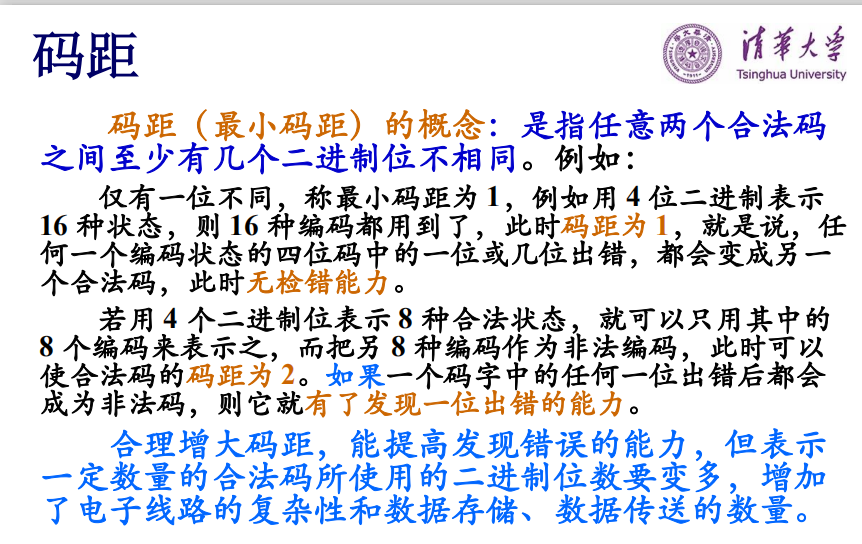 码距
清華大学
Tsinghua University
码距（最小码距）的概念：是指任意两个合法码
之间至少有几个二进制位不相同。例如：
仅有一位不同，称最小码距为 1，例如用 4 位二进制表示
16 种状态，则 16 种编码都用到了，此时码距为 1，就是说，任
何一个编码状态的四位码中的一位或几位出错，都会变成另一
个合法码，此时无检错能力。
若用 4 个二进制位表示 8 种合法状态，就可以只用其中的
8 个编码来表示之，而把另 8 种编码作为非法编码，此时可以
使合法码的码距为 2。如果一个码字中的任何一位出错后都会
成为非法码，则它就有了发现一位出错的能力。
合理增大码距，能提高发现错误的能力，但表示
一定数量的合法码所使用的二进制位数要变多，增加
了电子线路的复杂性和数据存储、数据传送的数量。